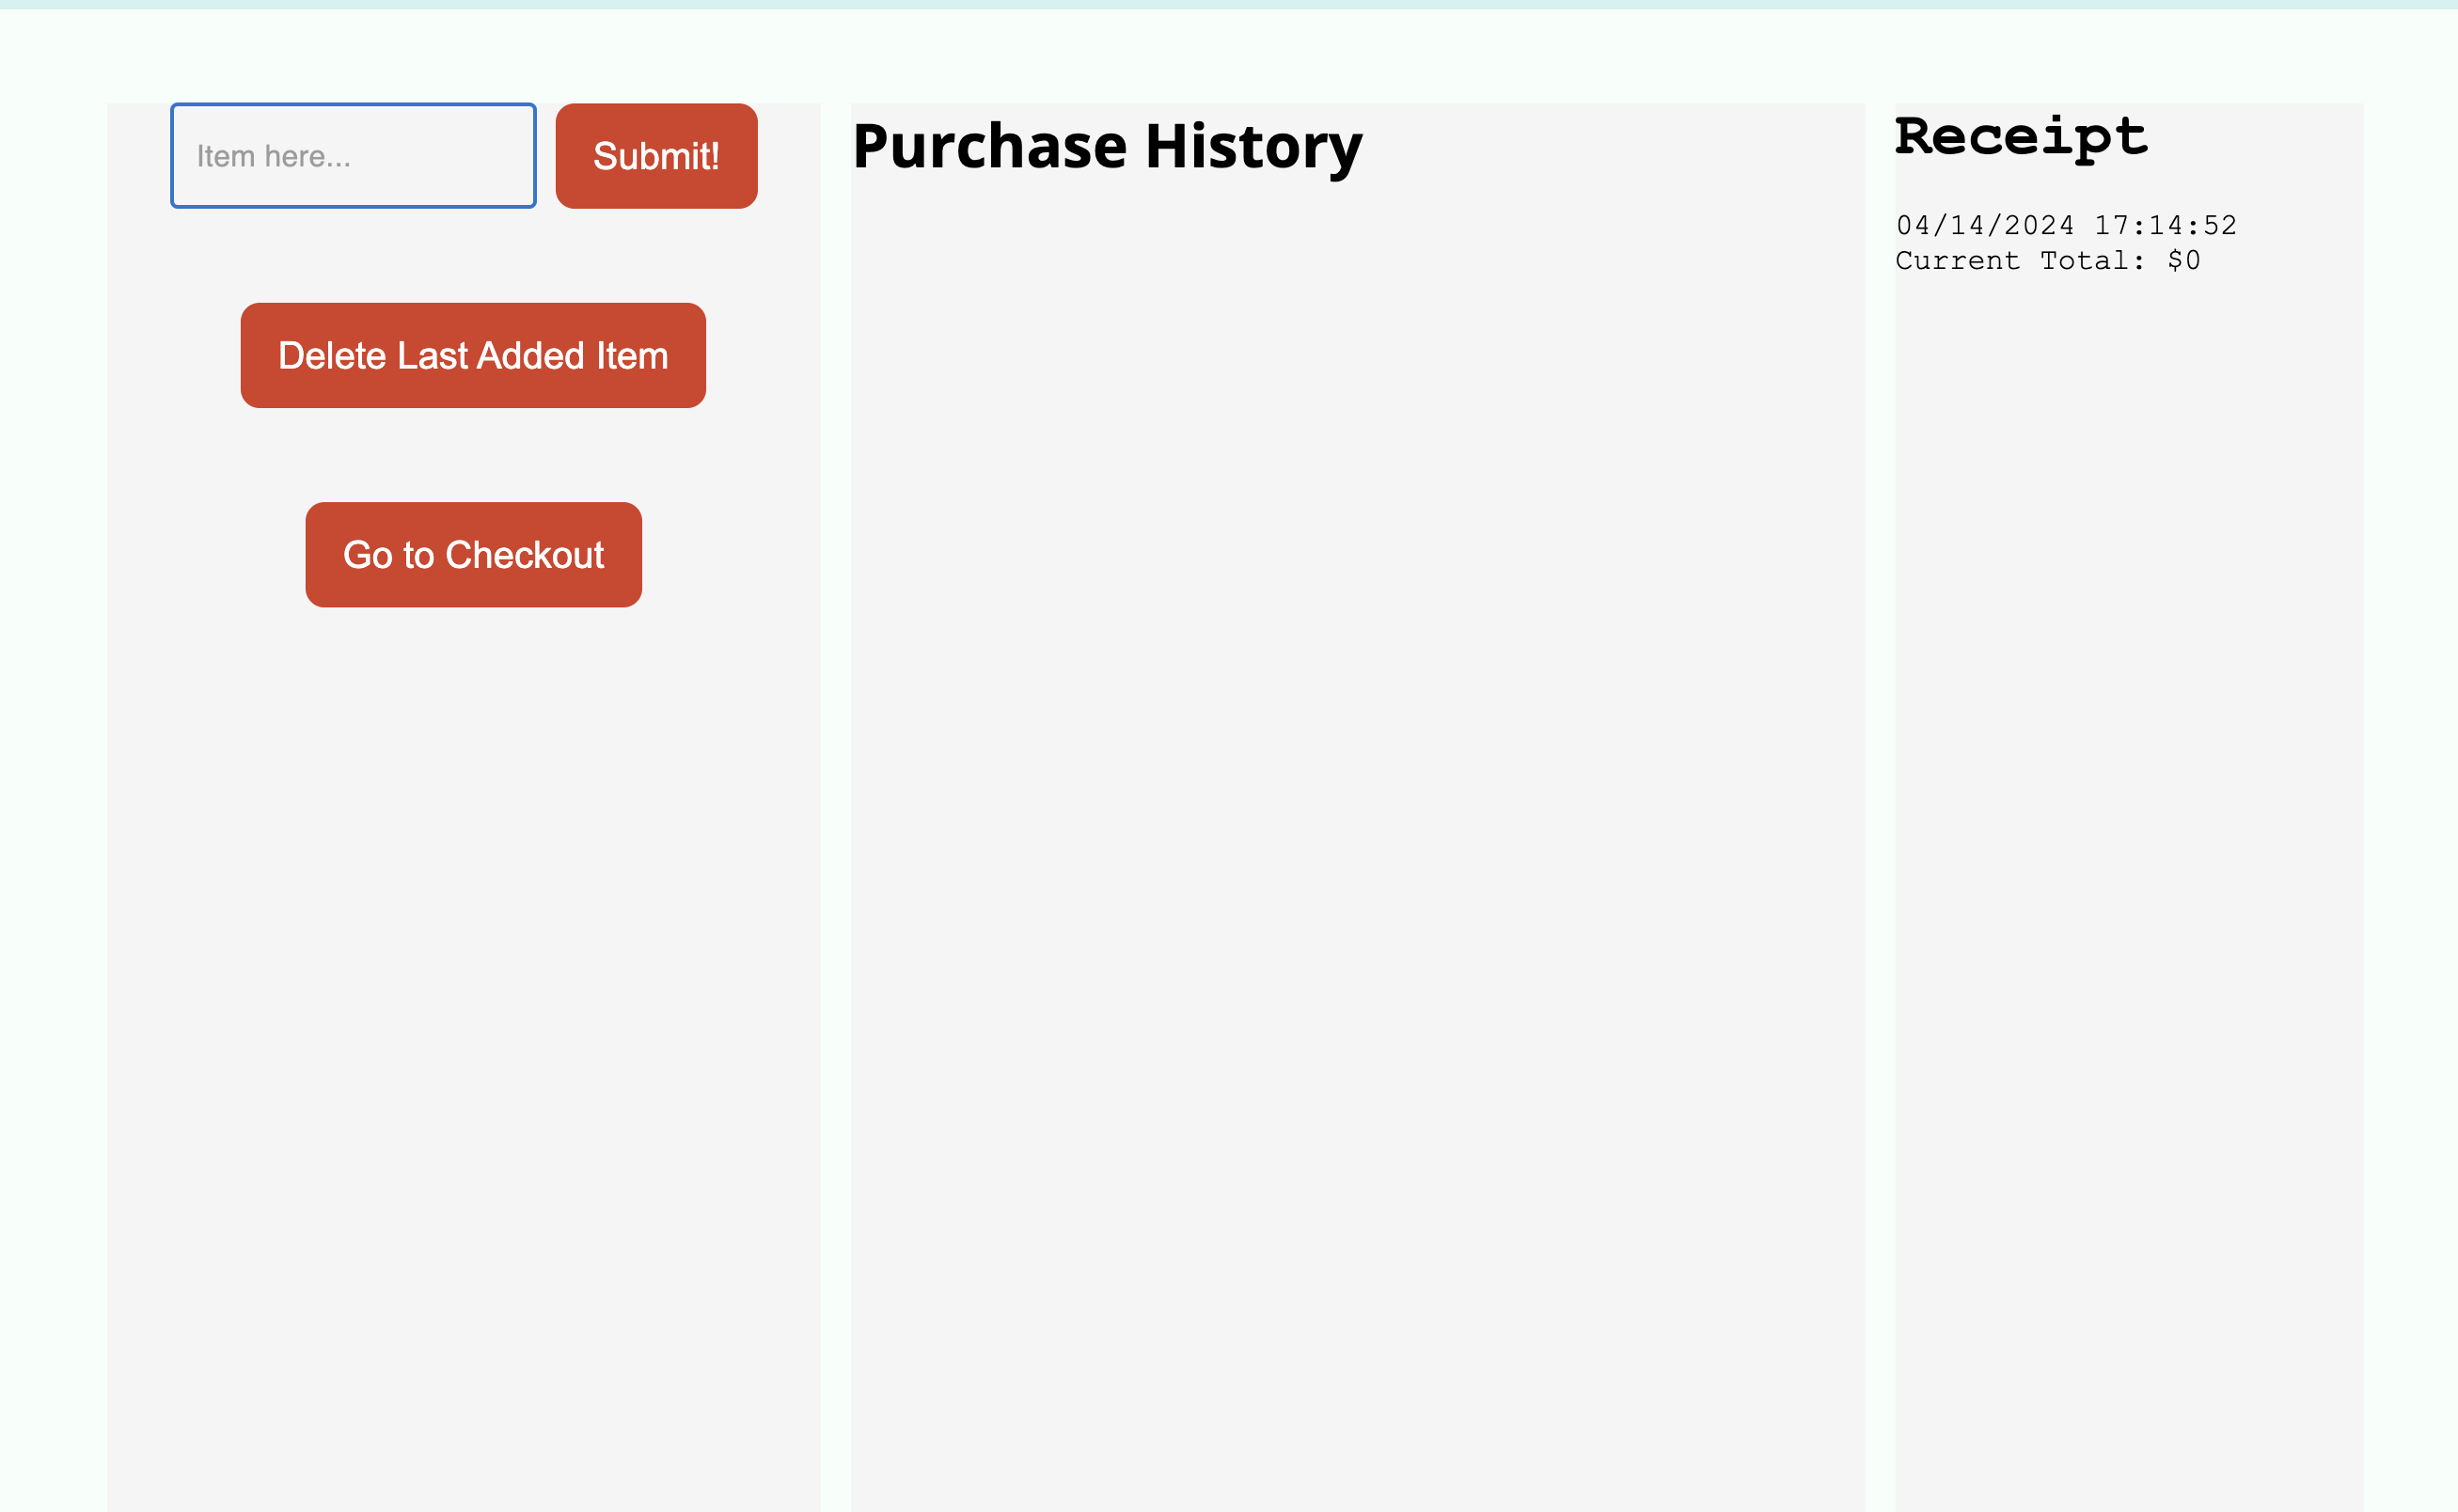 Item here...
Submit!
Delete Last Added Item
Go to Checkout
Purchase History
Receipt
04/14/2024 17:14:52
Current Total: $0